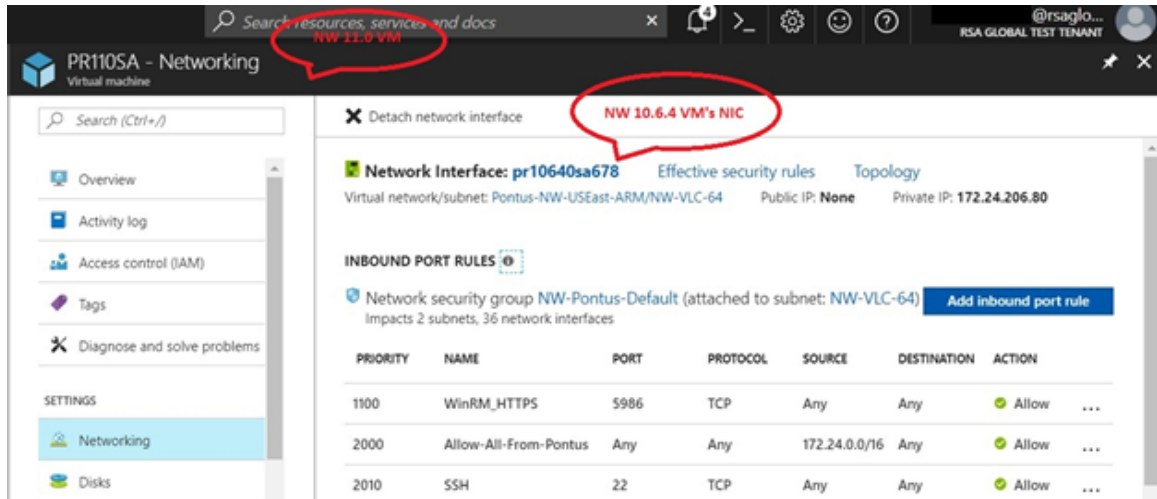 Search resources, services and docs
4
@rsaglo...
RSA GLOBAL TEST TENANT
NW 11.0 VM
PR110SA - Networking
Virtual machine
Search (Ctrl+/)
Detach network interface
NW 10.6.4 VM's NIC
Overview
Activity log
Access control (IAM)
Tags
Diagnose and solve problems
SETTINGS
Networking
Disks
Network Interface: pr10640sa678 Effective security rules Topology
Virtual network/subnet: Pontus-NW-USEast-ARM/NW-VLC-64 Public IP: None Private IP: 172.24.206.80
INBOUND PORT RULES
Network security group NW-Pontus-Default (attached to subnet: NW-VLC-64) Add inbound port rule
Impacts 2 subnets, 36 network interfaces
PRIORITY NAME PORT PROTOCOL SOURCE DESTINATION ACTION
1100 WinRM_HTTPS 5986 TCP Any Any Allow ...
2000 Allow-All-From-Pontus Any Any 172.24.0.0/16 Any Allow ...
2010 SSH 22 TCP Any Any Allow ...